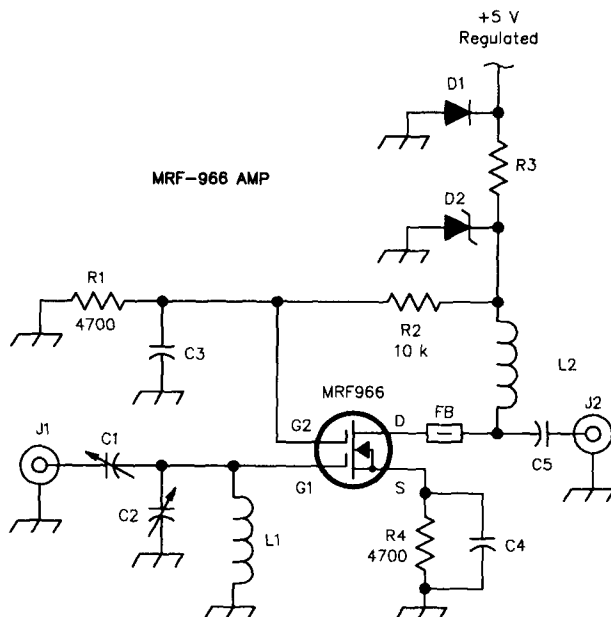 +5 V
Regulated
D1
R3
MRF-966 AMP
D2
R1
4700
R2
10 k
C3
L2
MRF966
G2
D
FB
J2
J1
C1
G1
S
C5
C2
L1
R4
4700
C4